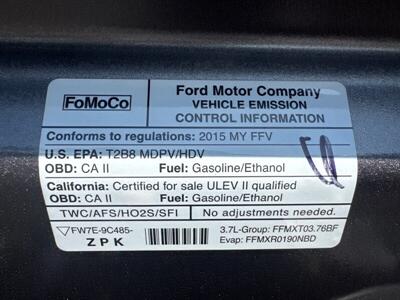 FoMoCo
Ford Motor Company
VEHICLE EMISSION
CONTROL INFORMATION
Conforms to regulations: 2015 MY FFV
U.S. EPA: T2B8 MDPV/HDV
OBD: CA II Fuel: Gasoline/Ethanol
California: Certified for sale ULEV II qualified
OBD: CA II Fuel: Gasoline/Ethanol
TWC/AFS/HO2S/SFI No adjustments needed.
FW7E-9C485-
ZPK
3.7L-Group: FFMXT03.76BF
Evap: FFMXR0190NBD